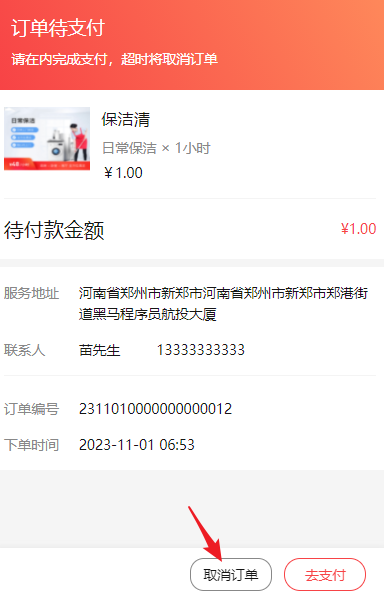 订单待支付
请在内完成支付，超时将取消订单
日常保洁
保洁清
日常保洁 × 1小时
￥1.00
待付款金额
¥1.00
服务地址
河南省郑州市新郑市河南省郑州市新郑市郑港街
道黑马程序员航投大厦
联系人
苗先生 13333333333
订单编号
2311010000000000012
下单时间
2023-11-01 06:53
取消订单
去支付